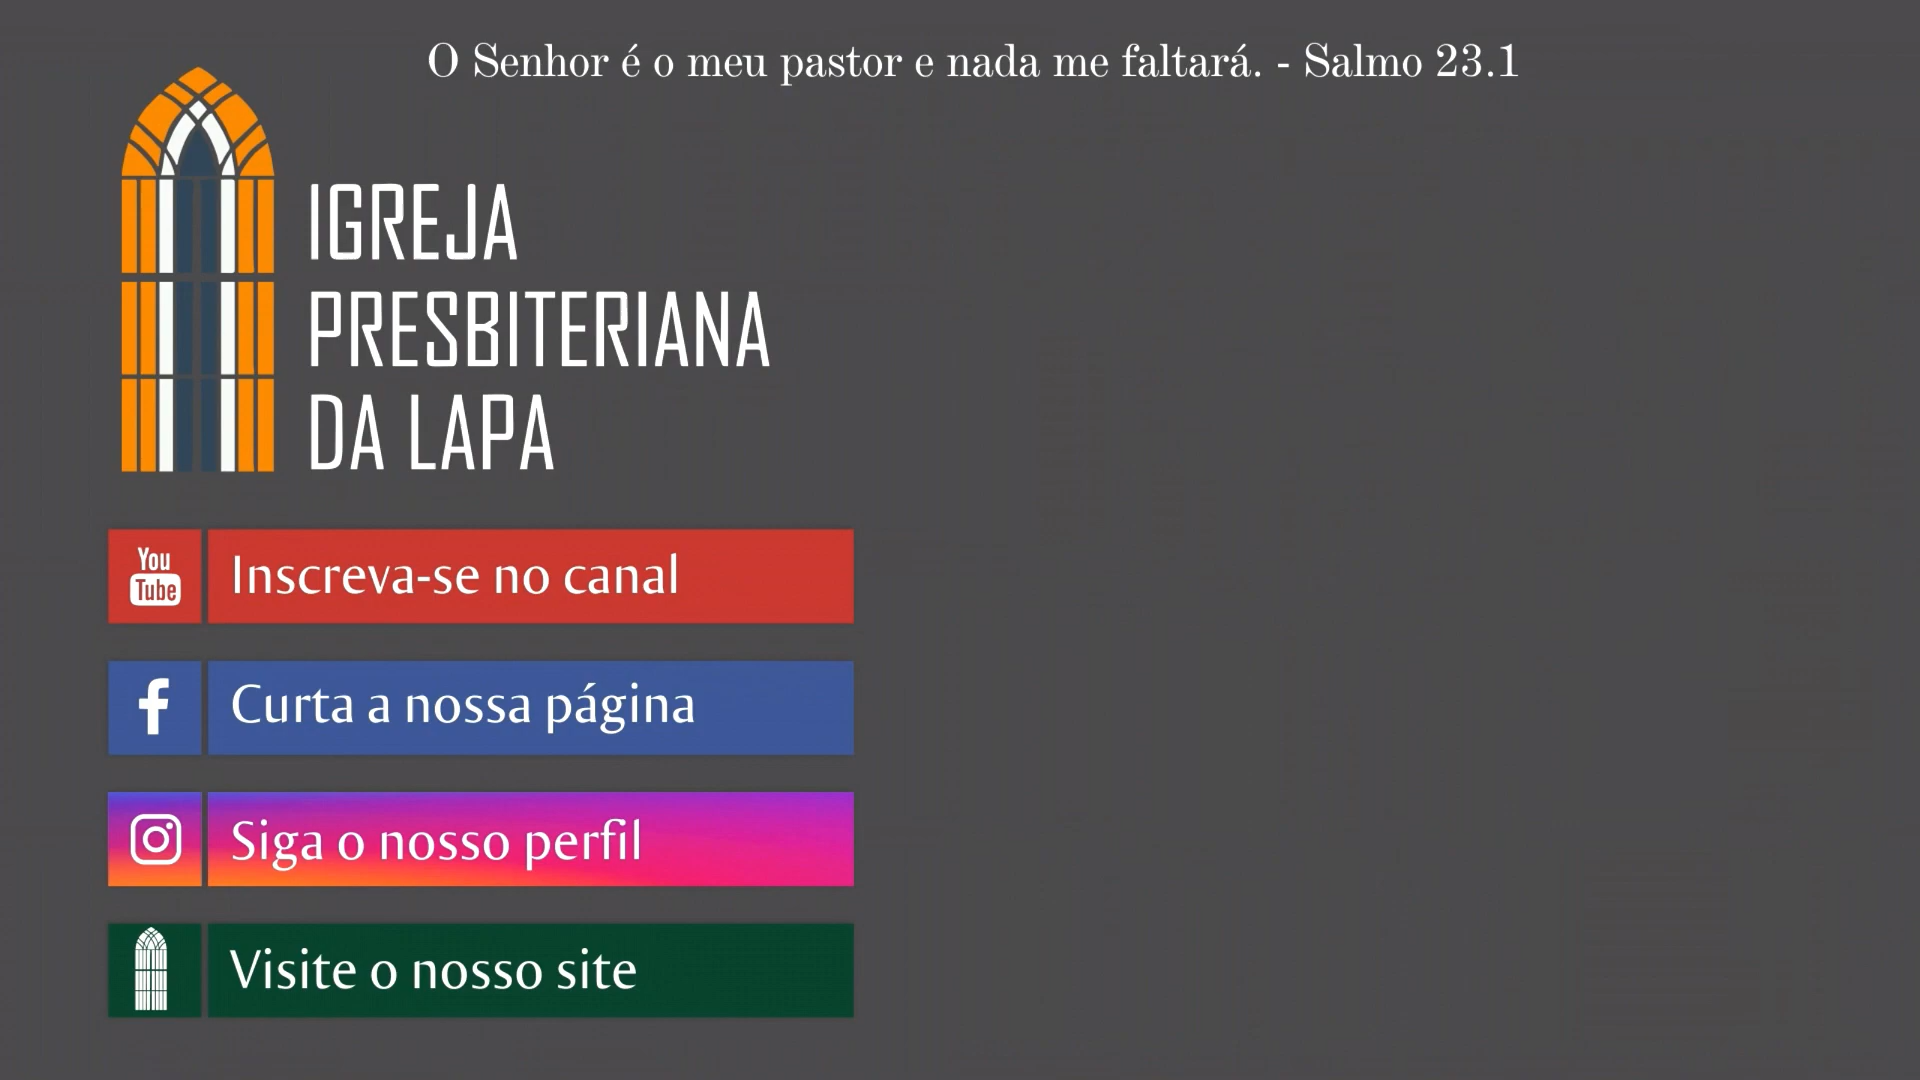 O Senhor é o meu pastor e nada me faltará. - Salmo 23.1
IGREJA
PRESBITERIANA
DA LAPA
You
Tube
Inscreva-se no canal
f
Curta a nossa página
Siga o nosso perfil
Visite o nosso site